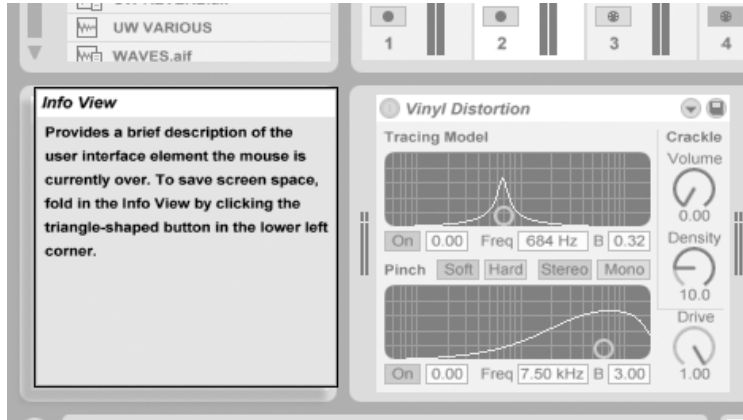 UW VARIOUS
WAVES.aif
1 2 3 4
Info View
Provides a brief description of the
user interface element the mouse is
currently over. To save screen space,
fold in the Info View by clicking the
triangle-shaped button in the lower left
corner.
Vinyl Distortion
Tracing Model
Crackle
Volume
0.00
On 0.00 Freq 684 Hz B 0.32
Density
10.0
Pinch Soft Hard Stereo Mono
Drive
1.00
On 0.00 Freq 7.50 kHz B 3.00